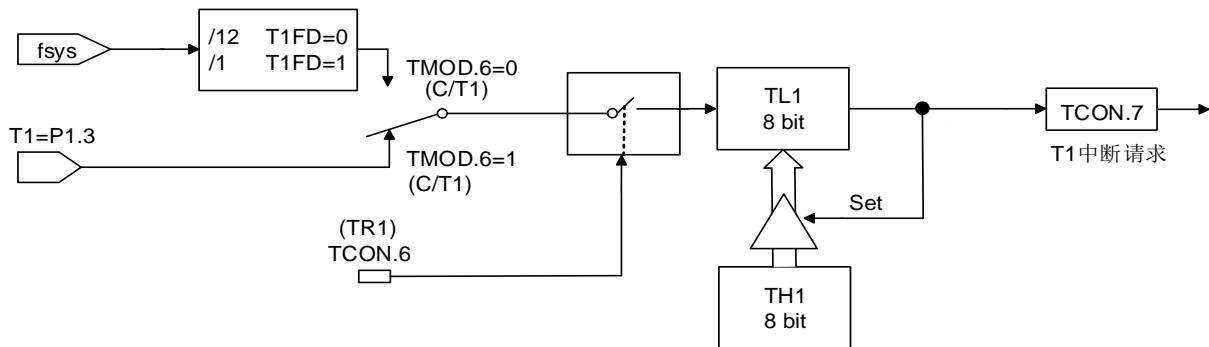 fsys
/12 T1FD=0
/1 T1FD=1
TMOD.6=0
(C/T1)
T1=P1.3
TMOD.6=1
(C/T1)
(TR1)
TCON.6
TL1
8 bit
Set
TH1
8 bit
TCON.7
T1中断请求